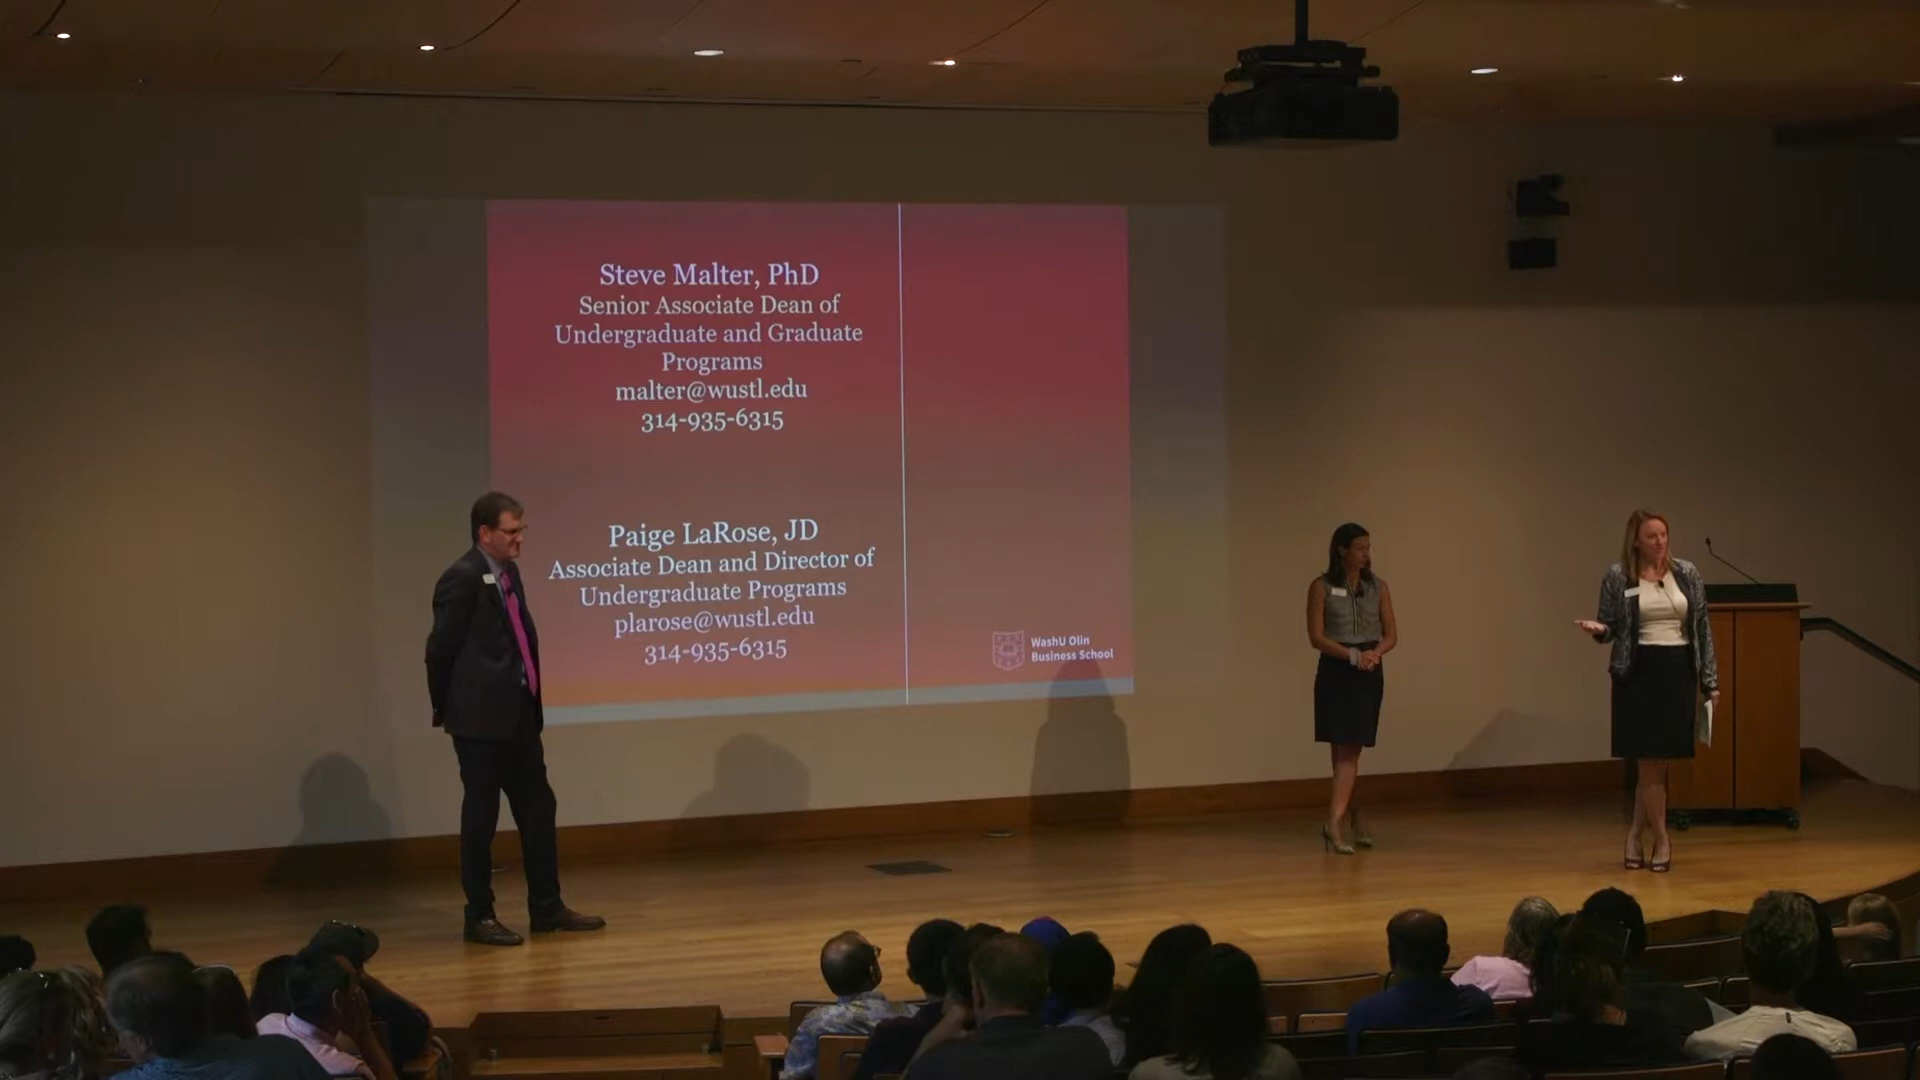 Steve Malter, PhD
Senior Associate Dean of
Undergraduate and Graduate
Programs
malter@wustl.edu
314-935-6315
Paige LaRose, JD
Associate Dean and Director of
Undergraduate Programs
plarose@wustl.edu
314-935-6315
WashU Olin
Business School